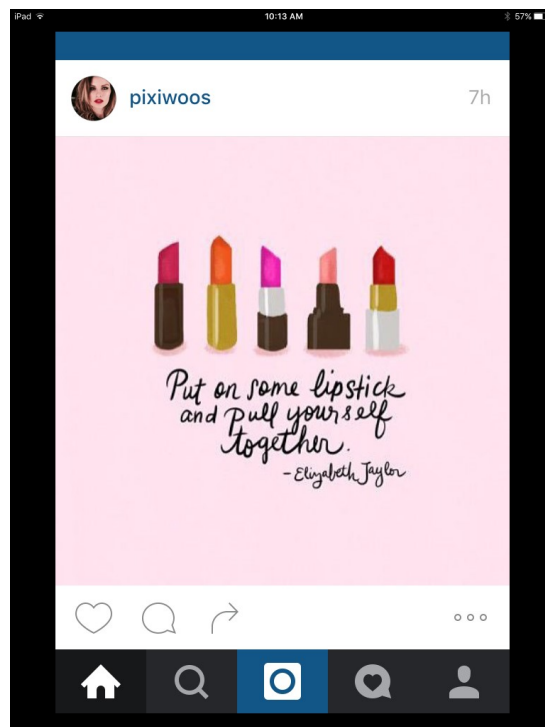 iPad 10:13 AM 57%
pixiwoos 7h
Put on some lipstick
and pull yourself
together.
- Elizabeth Taylor